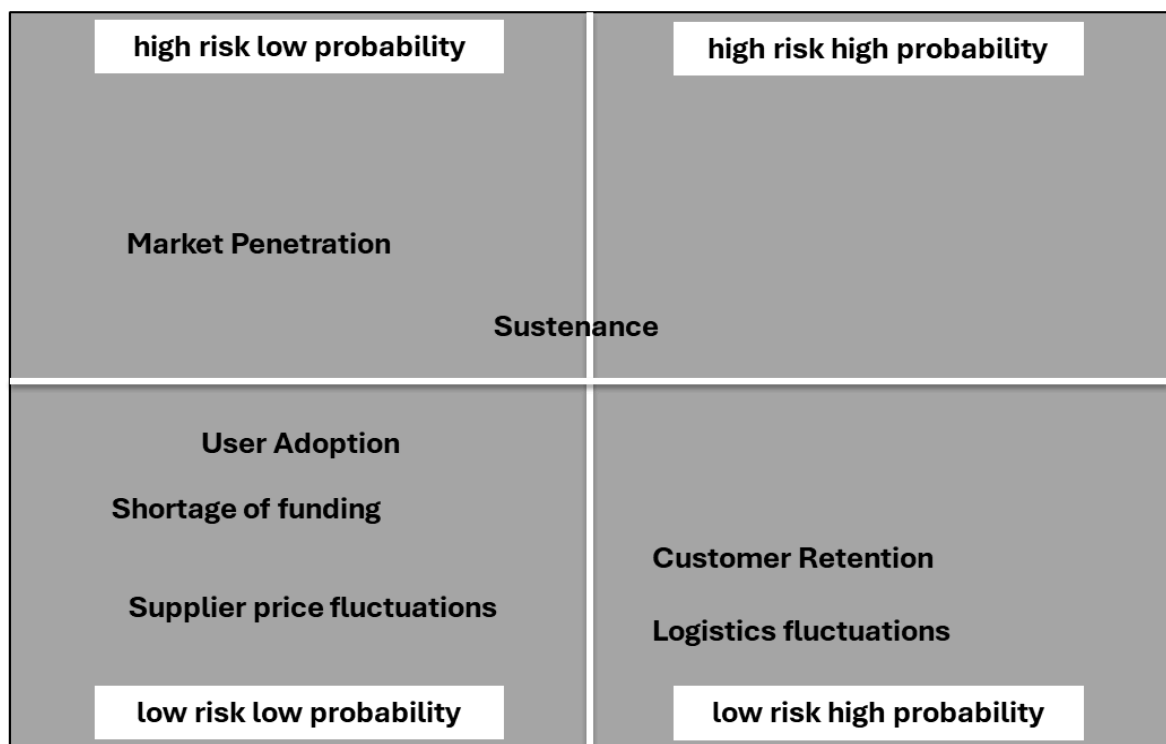 high risk low probability
high risk high probability
Market Penetration
Sustenance
User Adoption
Shortage of funding
Customer Retention
Supplier price fluctuations
Logistics fluctuations
low risk low probability
low risk high probability